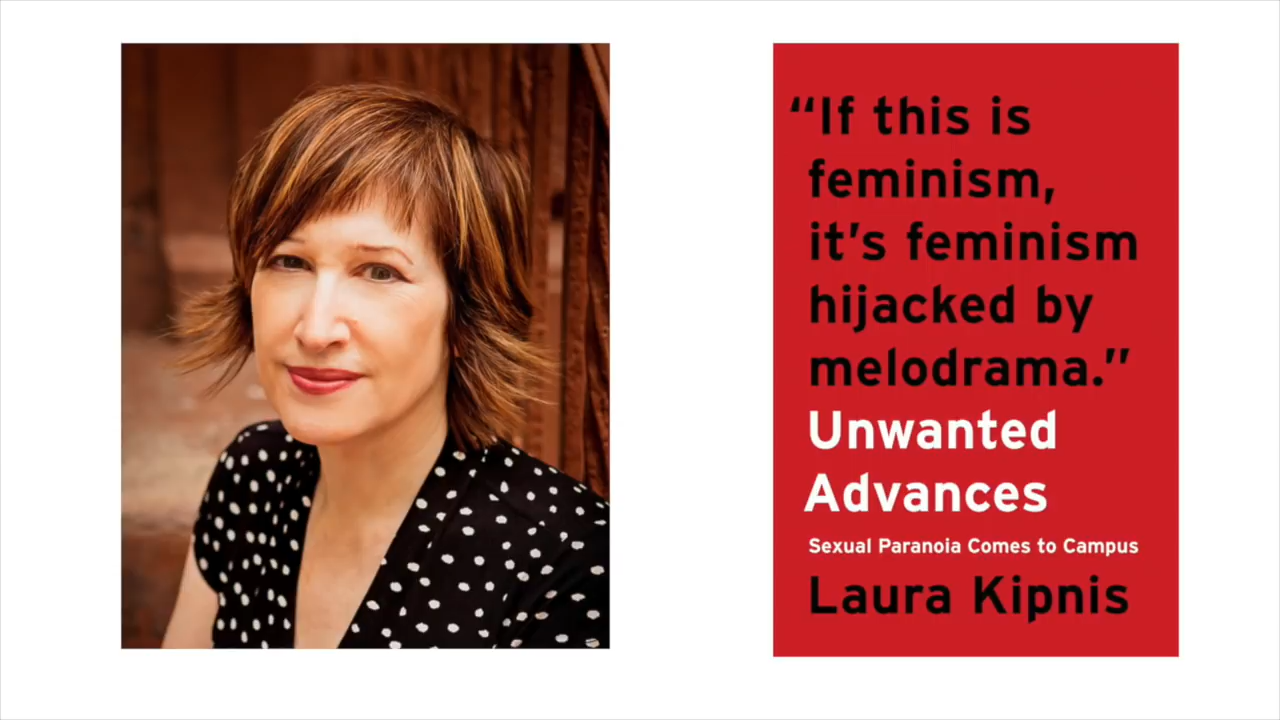 “If this is
feminism,
it’s feminism
hijacked by
melodrama.”
Unwanted
Advances
Sexual Paranoia Comes to Campus
Laura Kipnis